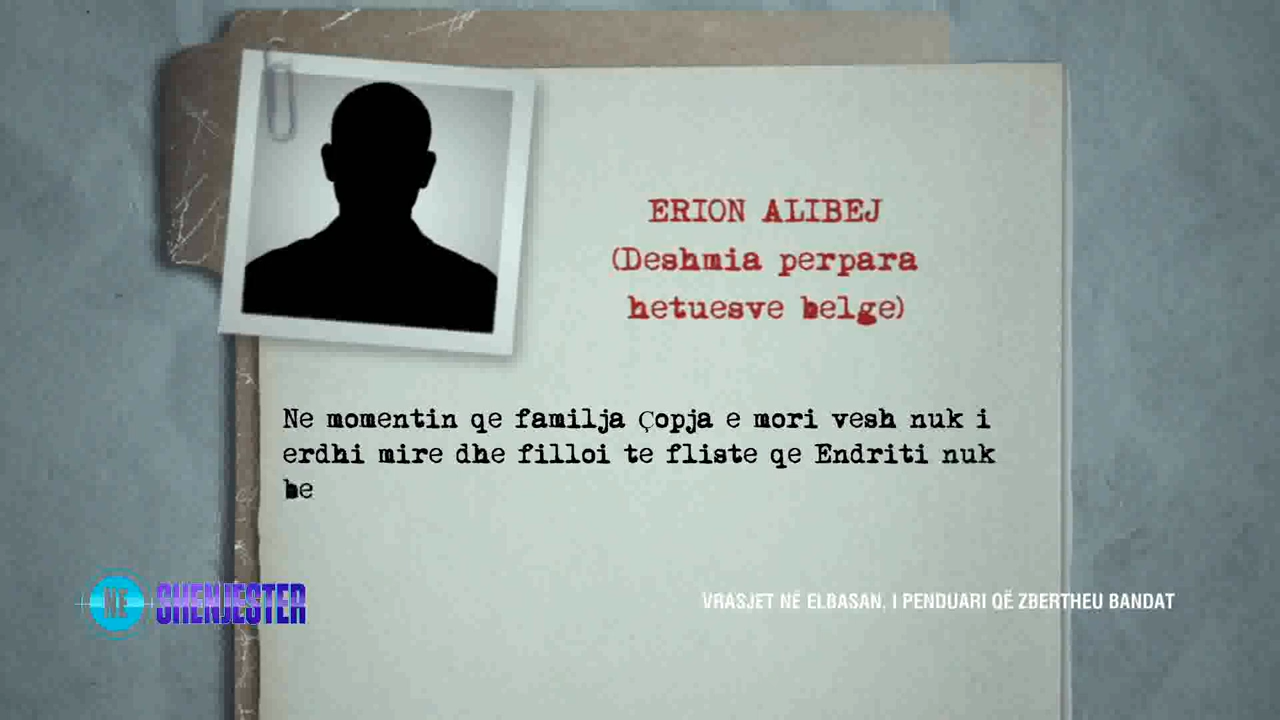 ERION ALIBEJ
(Deshmia perpara
hetuesve belge)
Ne momentin qe familja Çopja e mori vesh nuk i
erdhi mire dhe filloi te fliste qe Endriti nuk
be
NE SHENJESTER
VRASJET NË ELBASAN, I PENDUARI QË ZBERTHEU BANDAT